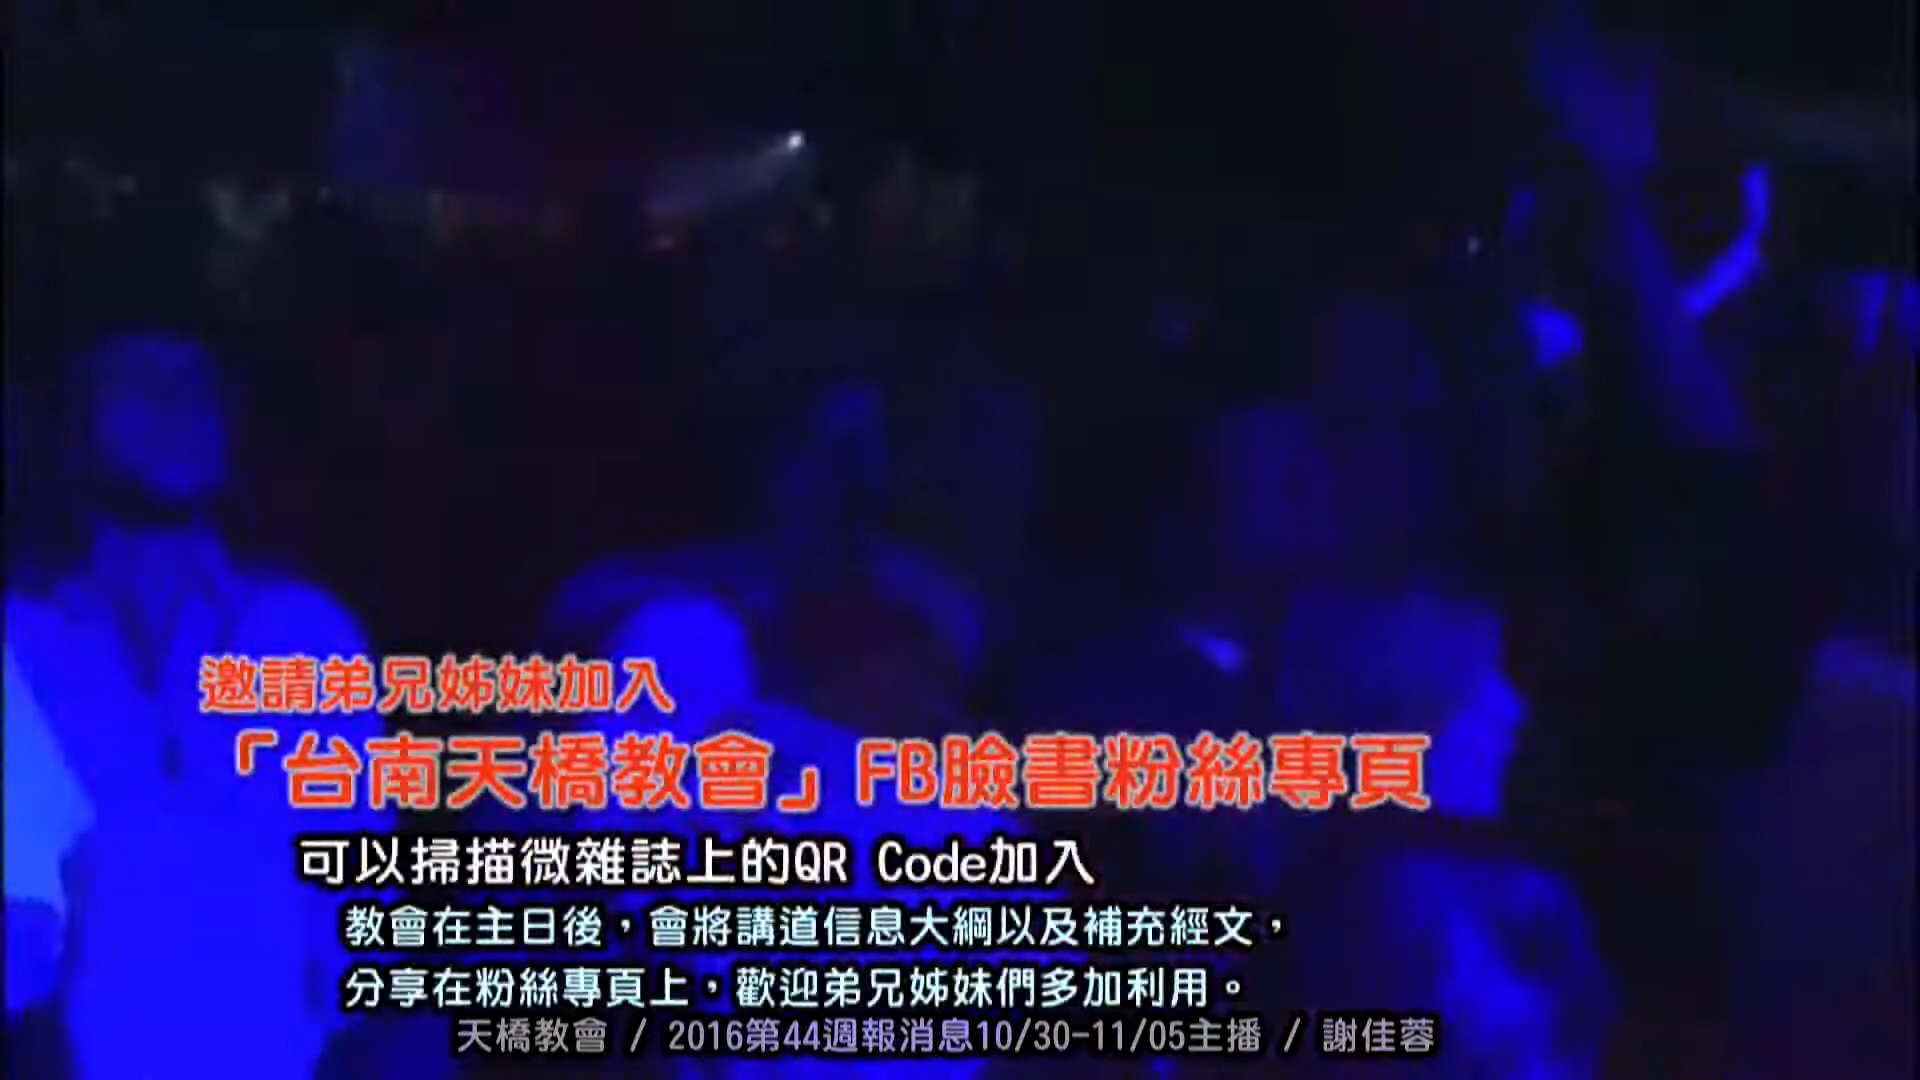 邀請弟兄姊妹加入
「台南天橋教會」FB臉書粉絲專頁
可以掃描微雜誌上的QR Code加入
教會在主日後，會將講道信息大綱以及補充經文，
分享在粉絲專頁上，歡迎弟兄姊妹們多加利用。
天橋教會 / 2016第44週報消息10/30-11/05主播 / 謝佳蓉